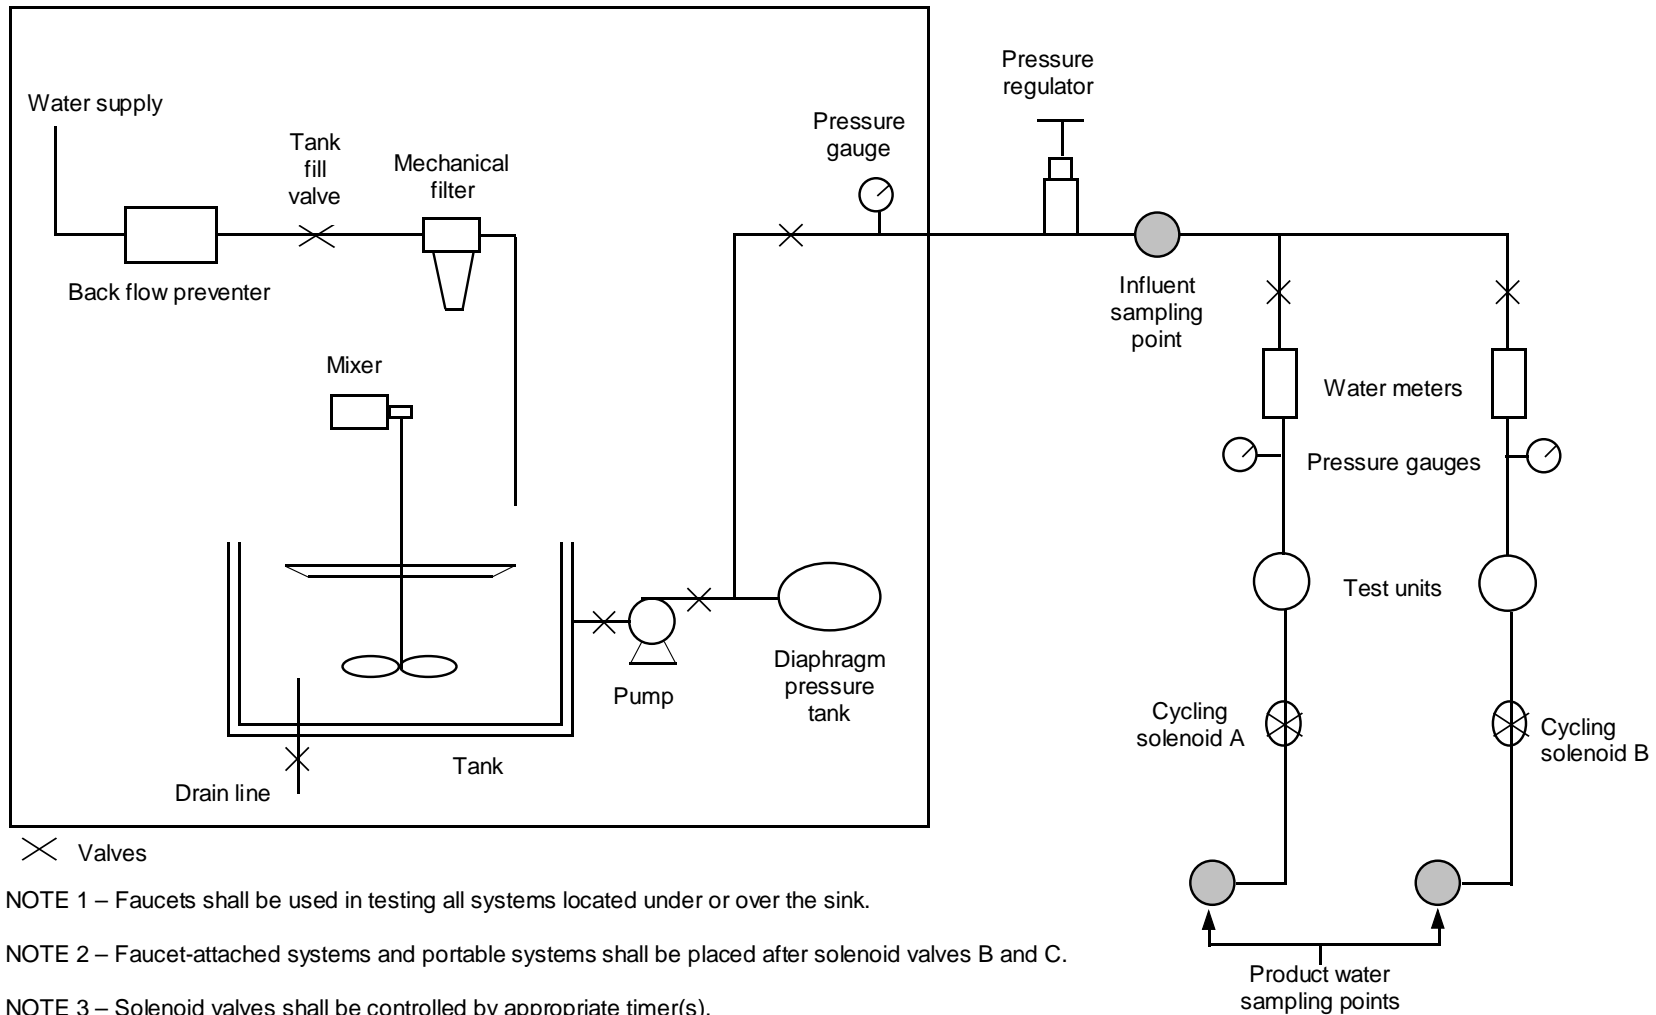 Water supply
Tank
fill
valve
Mechanical
filter
Back flow preventer
Mixer
Pressure
gauge
Pressure
regulator
Influent
sampling
point
Water meters
Pressure gauges
Test units
Pump
Diaphragm
pressure
tank
Tank
Drain line
Cycling
solenoid A
Cycling
solenoid B
Valves
NOTE 1 – Faucets shall be used in testing all systems located under or over the sink.
NOTE 2 – Faucet-attached systems and portable systems shall be placed after solenoid valves B and C.
Product water
sampling points
NOTE 3 – Solenoid valves shall be controlled by appropriate timer(s).